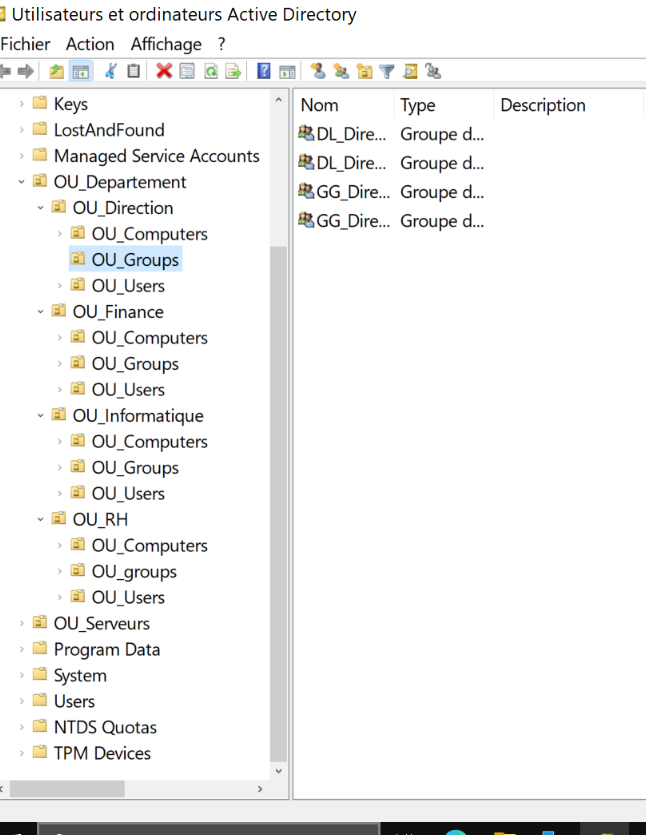 Utilisateurs et ordinateurs Active Directory
Fichier Action Affichage ?
Keys
LostAndFound
Managed Service Accounts
OU_Departement
OU_Direction
OU_Computers
OU_Groups
OU_Users
OU_Finance
OU_Computers
OU_Groups
OU_Users
OU_Informatique
OU_Computers
OU_Groups
OU_Users
OU_RH
OU_Computers
OU_groups
OU_Users
OU_Serveurs
Program Data
System
Users
NTDS Quotas
TPM Devices
Nom Type Description
DL_Dire... Groupe d...
DL_Dire... Groupe d...
GG_Dire... Groupe d...
GG_Dire... Groupe d...